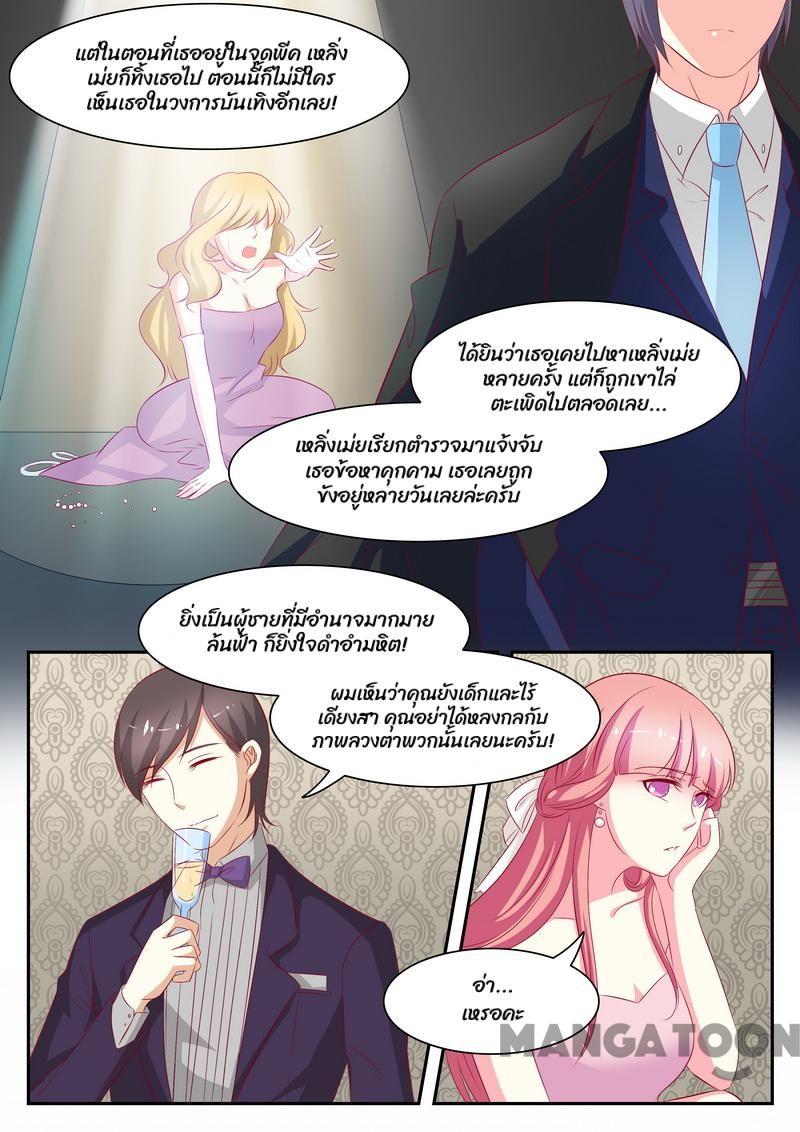 แต่ในตอนที่เธออยู่ในจุดพีค เหลิ่ง
เม่ยก็ทิ้งเธอไป ตอนนี้ก็ไม่มีใคร
เห็นเธอในวงการบันเทิงอีกเลย!
ได้ยินว่าเธอเคยไปหาเหลิ่งเม่ย
หลายครั้ง แต่ก็ถูกเขาไล่
ตะเพิดไปตลอดเลย...
เหลิ่งเม่ยเรียกตำรวจมาแจ้งจับ
เธอข้อหาคุกคาม เธอเลยถูก
ขังอยู่หลายวันเลยล่ะครับ
ยิ่งเป็นผู้ชายที่มีอำนาจมากมาย
ล้นฟ้า ก็ยิ่งใจดำอำมหิต!
ผมเห็นว่าคุณยังเด็กและไร้
เดียงสา คุณอย่าได้หลงกลกับ
ภาพลวงตาพวกนั้นเลยนะครับ!
อ๋า...
เหรอคะ
MANGATOON